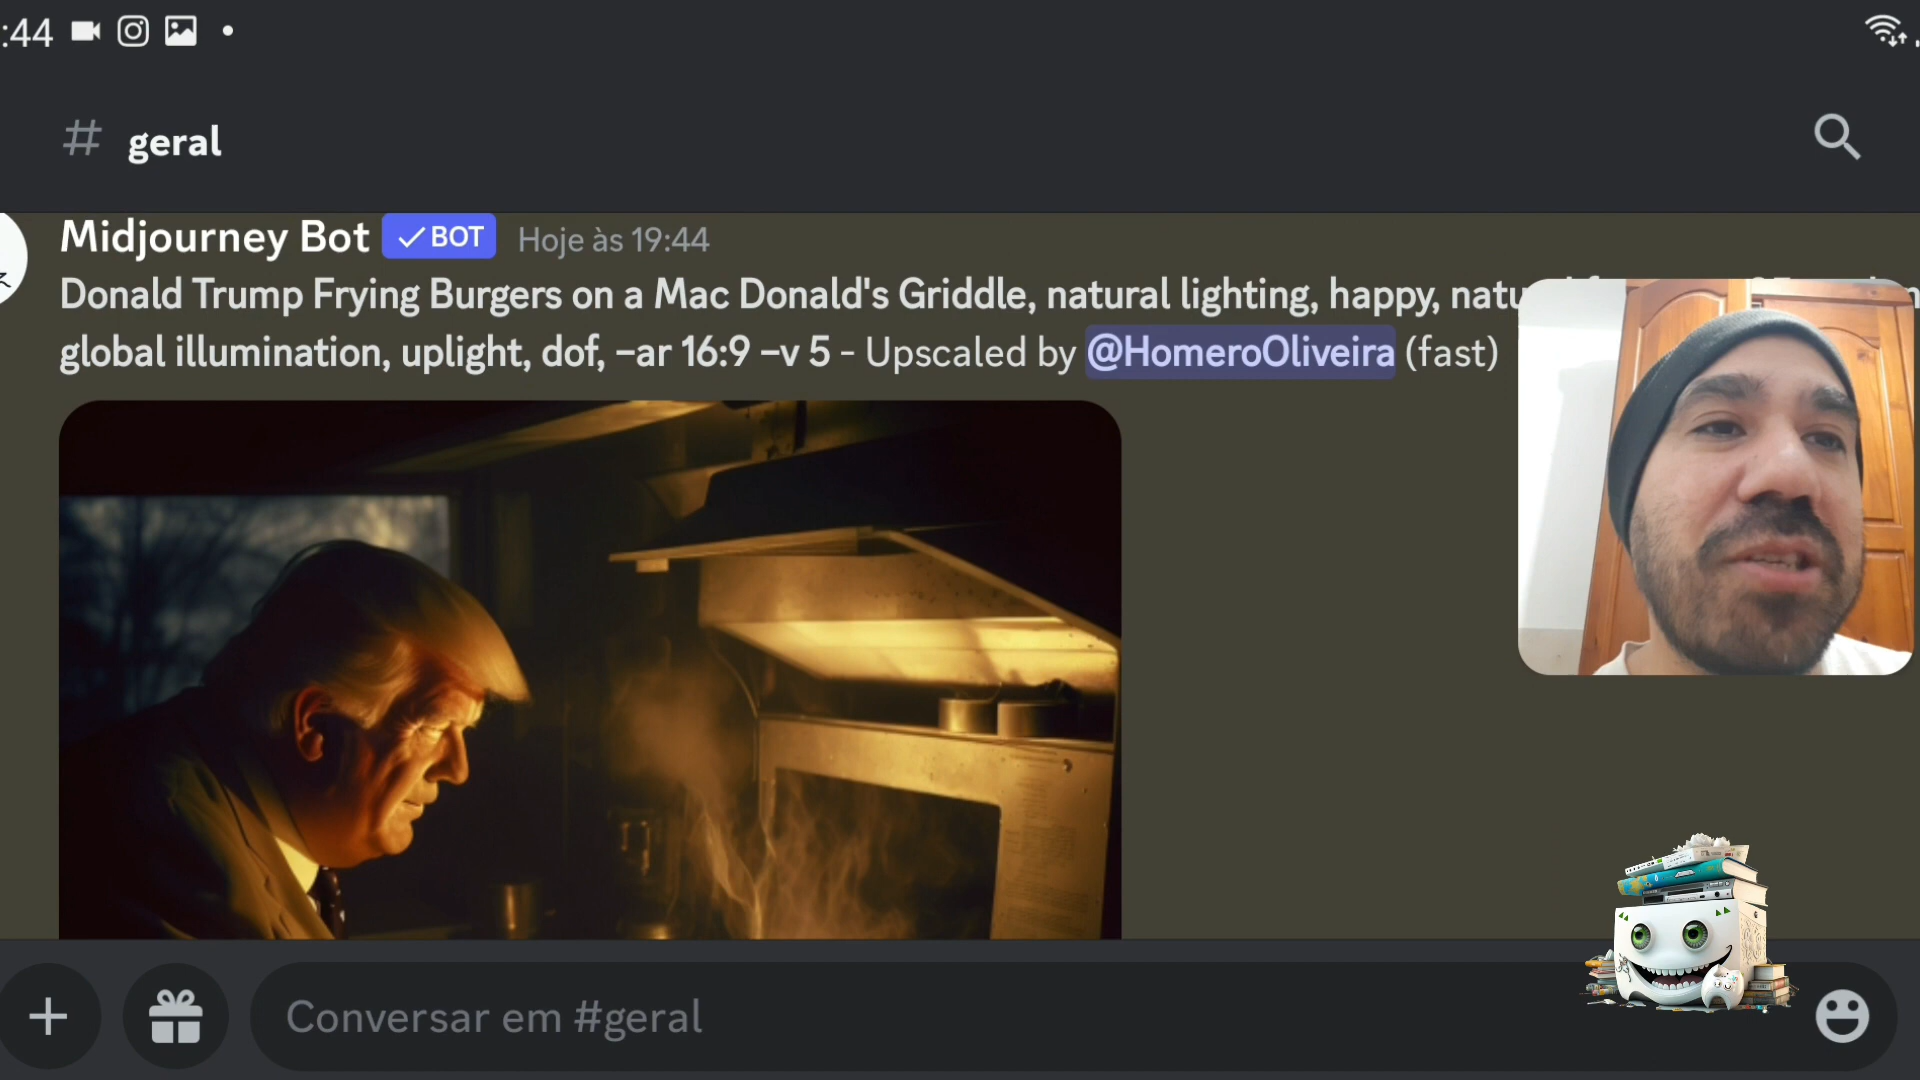 :44
# geral
Midjourney Bot ✓ BOT Hoje às 19:44
Donald Trump Frying Burgers on a Mac Donald's Griddle, natural lighting, happy,
global illumination, uplight, dof, –ar 16:9 –v 5 - Upscaled by @HomeroOliveira (fast)
Conversar em #geral